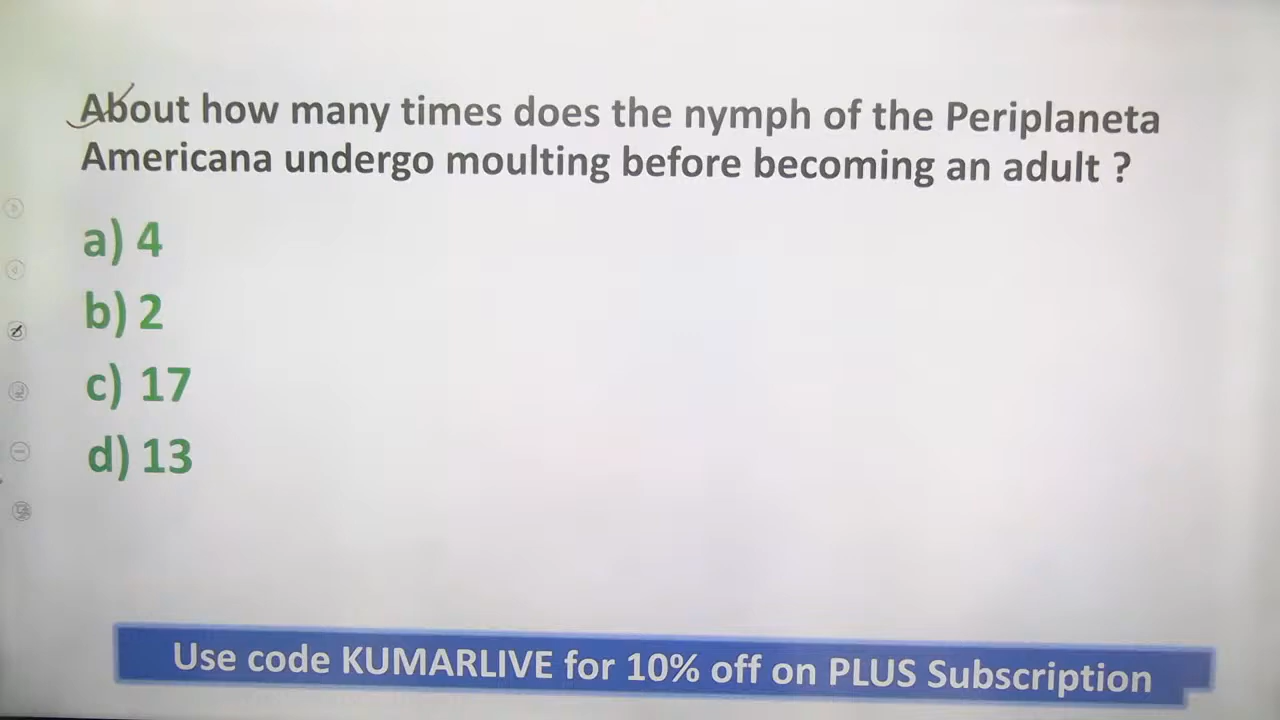 About how many times does the nymph of the Periplaneta
Americana undergo moulting before becoming an adult ?
a) 4
b) 2
c) 17
d) 13
Use code KUMARLIVE for 10% off on PLUS Subscription